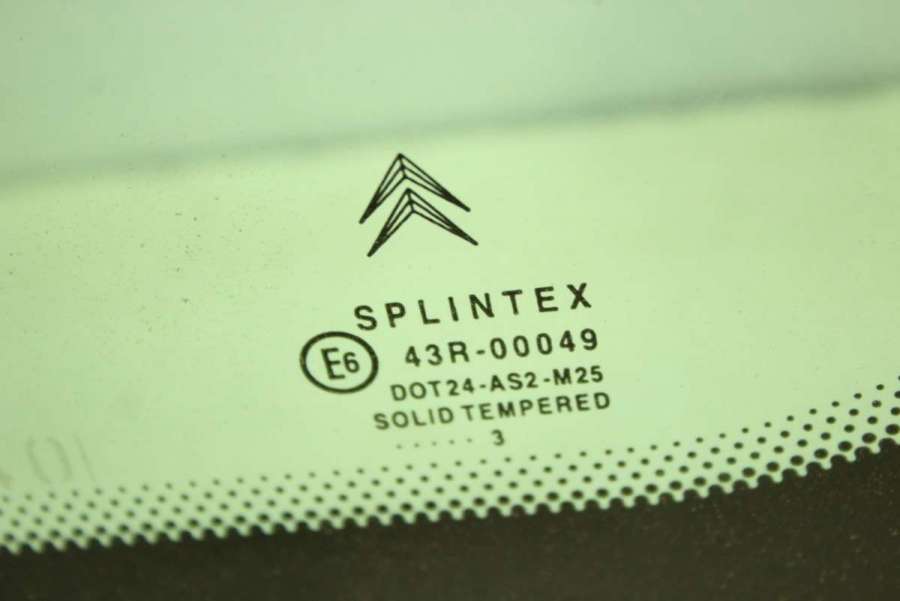 SPLINTEX
E6 43R-00049
DOT24-AS2-M25
SOLID TEMPERED
. . . . . 3